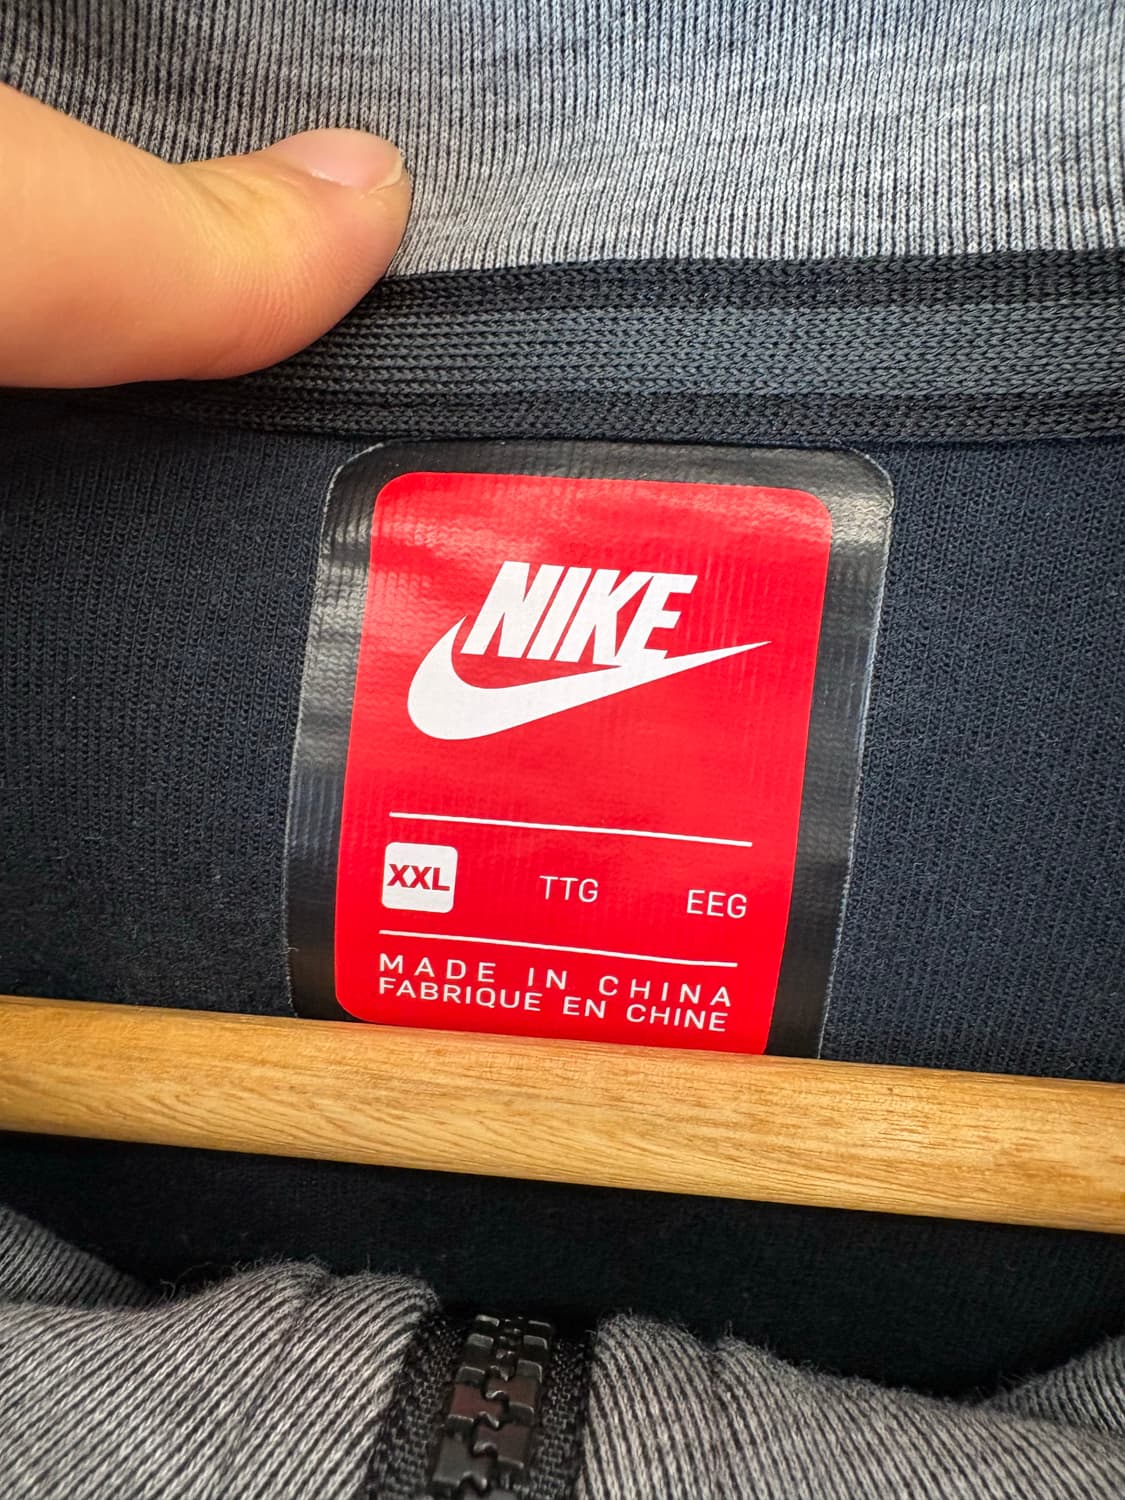 NIKE
XXL TTG EEG
MADE IN CHINA
FABRIQUE EN CHINE